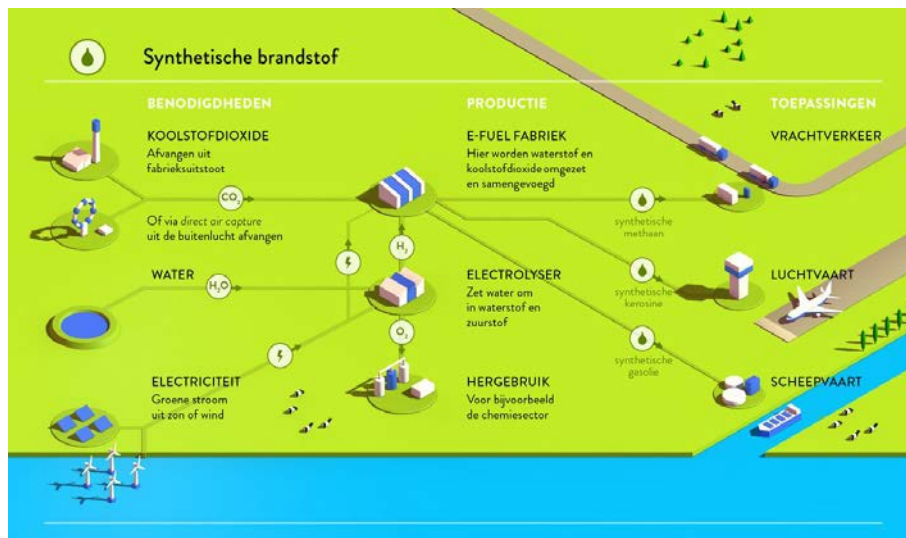 Synthetische brandstof
BENODIGDHEDEN
KOOLSTOFDIOXIDE
Afvangen uit
fabrieksuitstoot
CO₂
Of via direct air capture
uit de buitenlucht afvangen
WATER
H₂O
ELECTRICITEIT
Groene stroom
uit zon of wind
PRODUCTIE
E-FUEL FABRIEK
Hier worden waterstof en
koolstofdioxide omgezet
en samengevoegd
H₂
ELECTROLYSER
Zet water om
in waterstof en
zuurstof
O₂
HERGEBRUIK
Voor bijvoorbeeld
de chemiesector
synthetische
methaan
synthetische
kerosine
synthetische
gasolie
TOEPASSINGEN
VRACHTVERKEER
LUCHTVAART
SCHEEPVAART